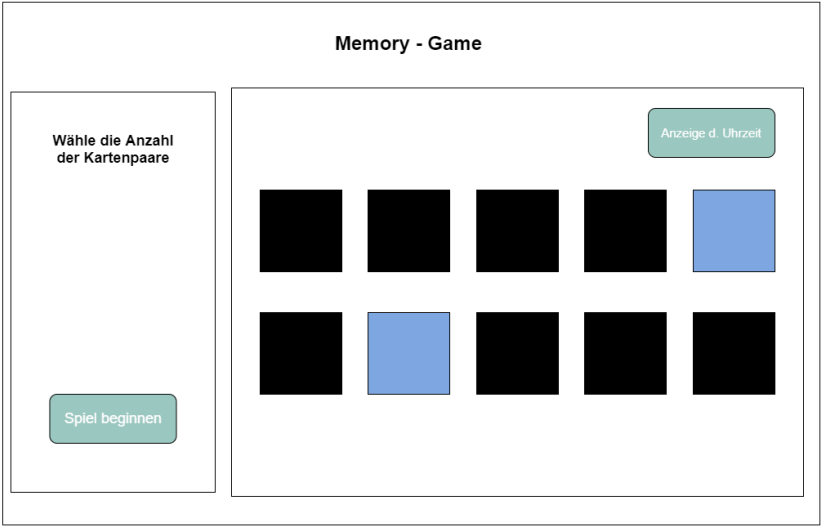 Memory - Game
Wähle die Anzahl
der Kartenpaare
Anzeige d. Uhrzeit
Spiel beginnen